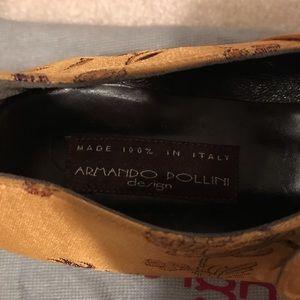 MADE 100% IN ITALY
ARMANDO POLLINI
design